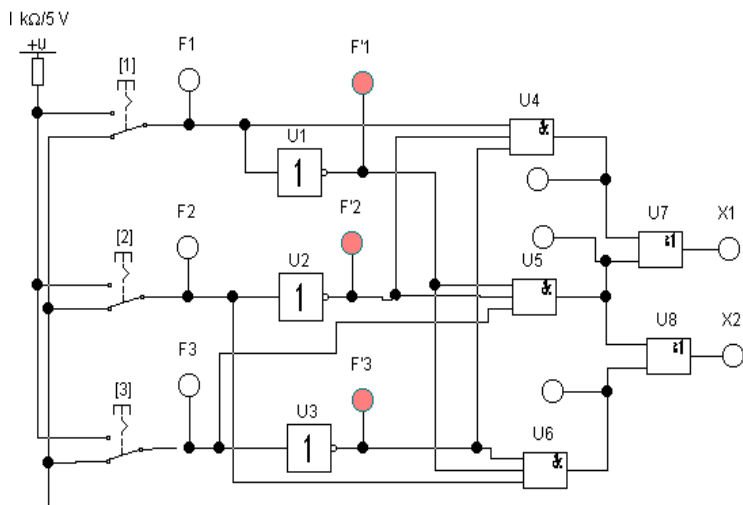 1 kΩ/5 V
+U
[1]
F1
F'1
U4
&
U1
1
U7
X1
≥1
[2]
F2
F'2
U2
1
U5
&
U8
X2
≥1
[3]
F3
F'3
U3
1
U6
&